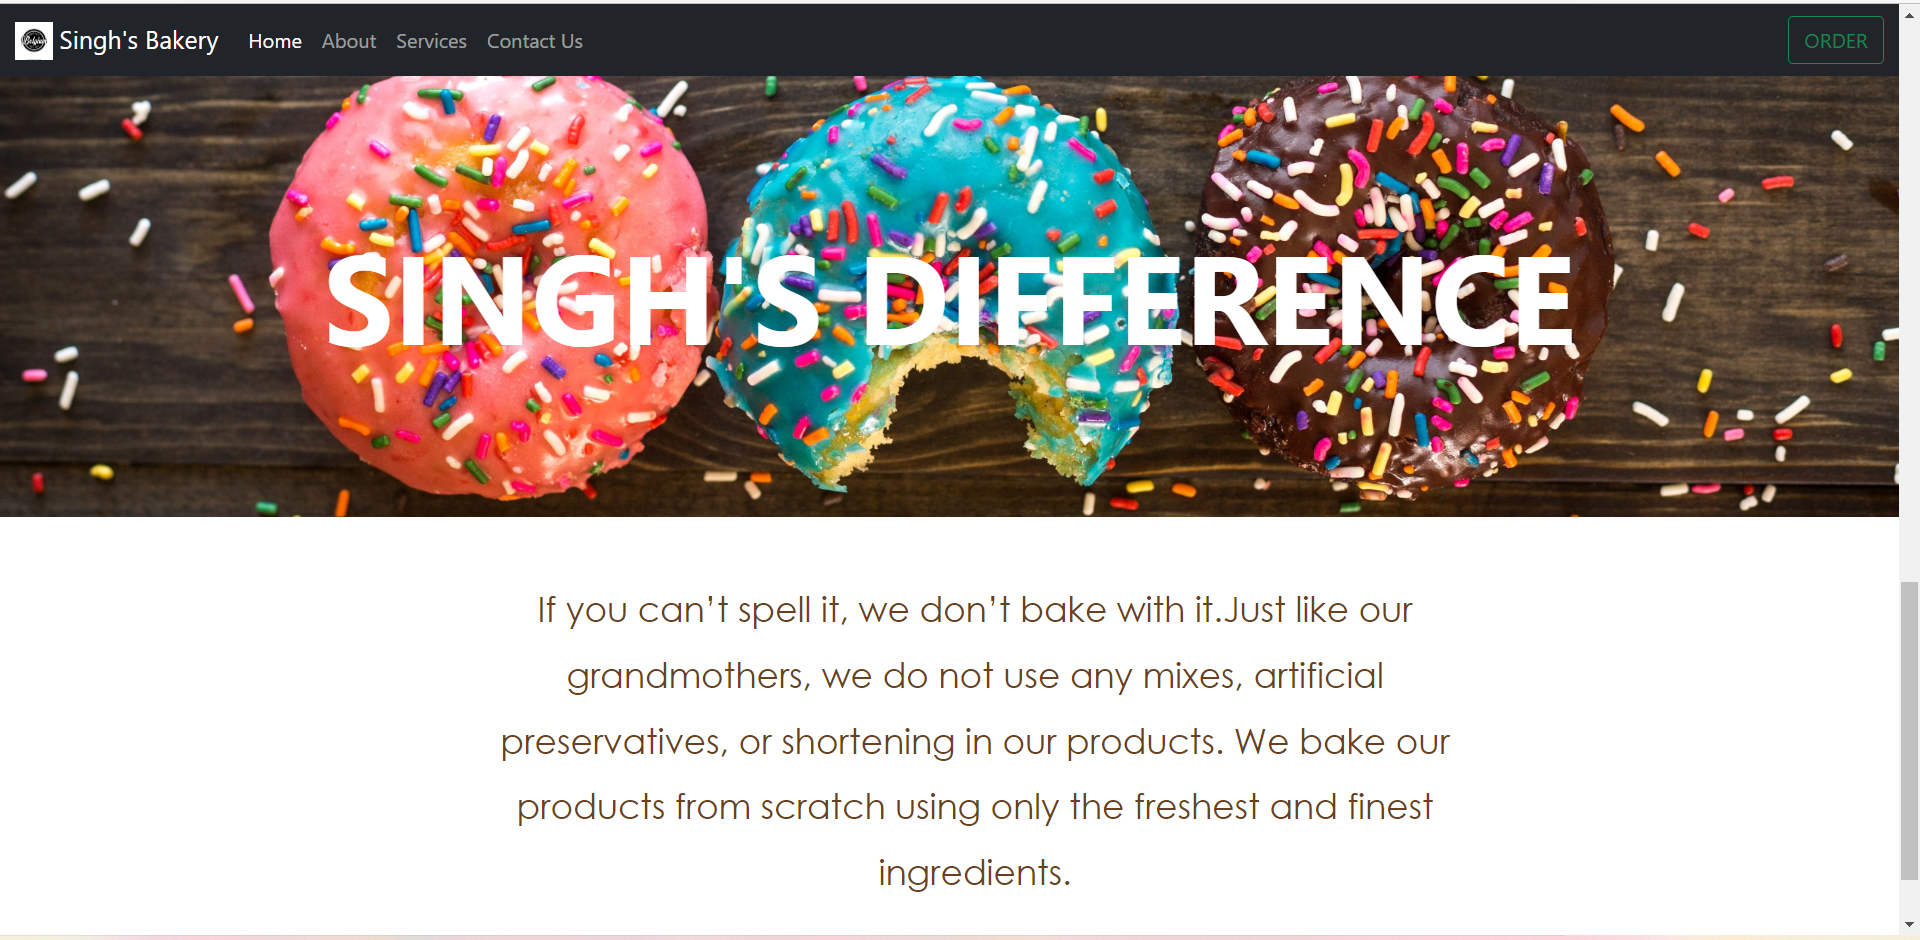 Singh's Bakery Home About Services Contact Us ORDER
SINGH'S DIFFERENCE
If you can’t spell it, we don’t bake with it.Just like our
grandmothers, we do not use any mixes, artificial
preservatives, or shortening in our products. We bake our
products from scratch using only the freshest and finest
ingredients.